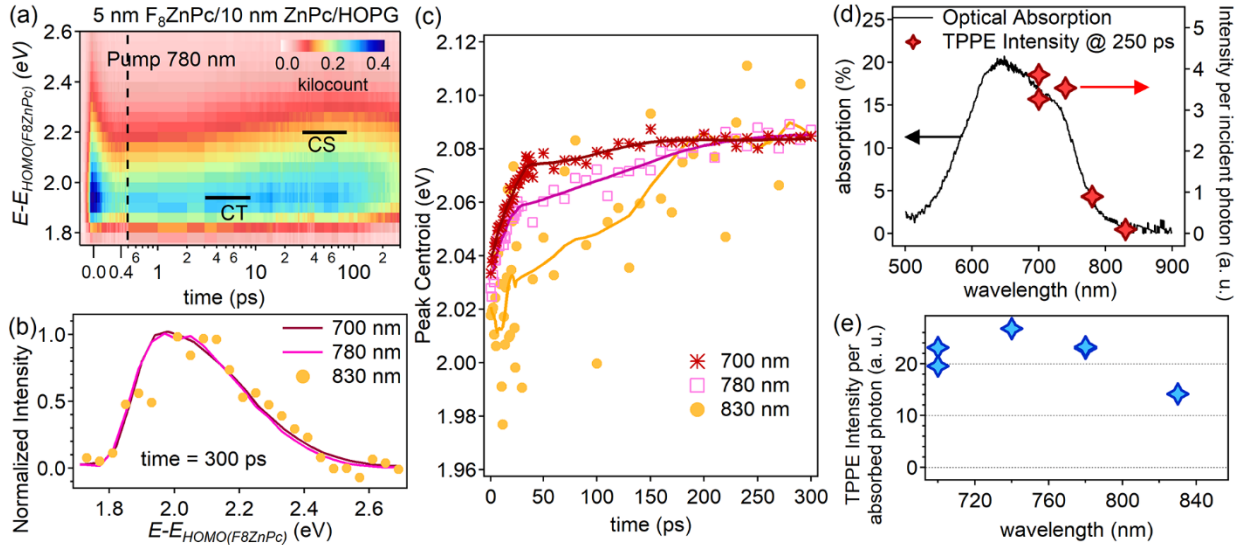 (a)
5 nm F₈ZnPc/10 nm ZnPc/HOPG
2.6
2.4
2.2
2.0
1.8
E-E_HOMO(F8ZnPc) (eV)
Pump 780 nm
0.0 0.2 0.4
kilocount
CS
CT
0.0 0.4 6 1 2 4 6 10 2 4 6 100 2
time (ps)
(b)
1.0
0.5
0.0
Normalized Intensity
700 nm
780 nm
830 nm
time = 300 ps
1.8 2.0 2.2 2.4 2.6
E-E_HOMO(F8ZnPc) (eV)
(c)
2.12
2.10
2.08
2.06
2.04
2.02
2.00
1.98
1.96
Peak Centroid (eV)
700 nm
780 nm
830 nm
0 50 100 150 200 250 300
time (ps)
(d)
Optical Absorption
TPPE Intensity @ 250 ps
25
20
15
10
5
0
absorption (%)
5
4
3
2
1
0
Intensity per incident photon (a. u.)
500 600 700 800 900
wavelength (nm)
(e)
20
10
0
TPPE Intensity per
absorbed photon (a. u.)
720 760 800 840
wavelength (nm)